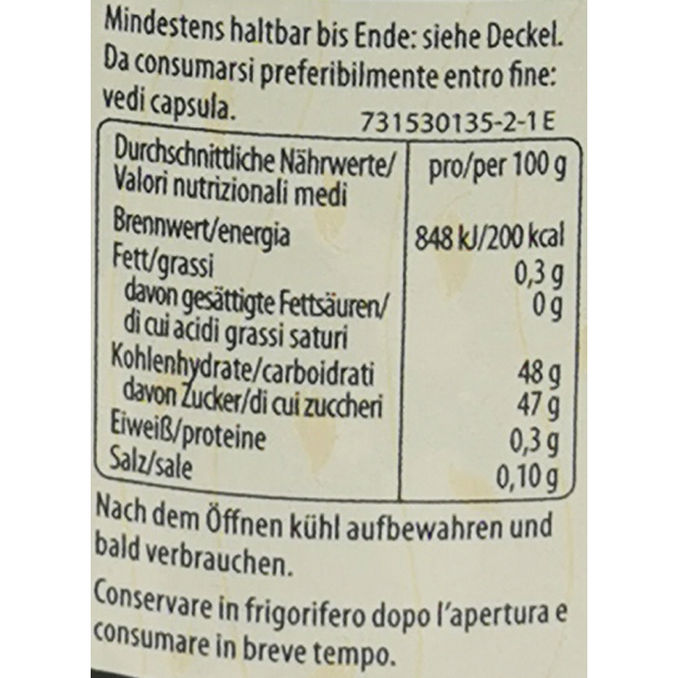 Mindestens haltbar bis Ende: siehe Deckel.
Da consumarsi preferibilmente entro fine:
vedi capsula.
731530135-2-1 E
Durchschnittliche Nährwerte/ pro/per 100 g
Valori nutrizionali medi
Brennwert/energia 848 kJ/200 kcal
Fett/grassi 0,3 g
davon gesättigte Fettsäuren/ 0 g
di cui acidi grassi saturi
Kohlenhydrate/carboidrati 48 g
davon Zucker/di cui zuccheri 47 g
Eiweiß/proteine 0,3 g
Salz/sale 0,10 g
Nach dem Öffnen kühl aufbewahren und
bald verbrauchen.
Conservare in frigorifero dopo l'apertura e
consumare in breve tempo.